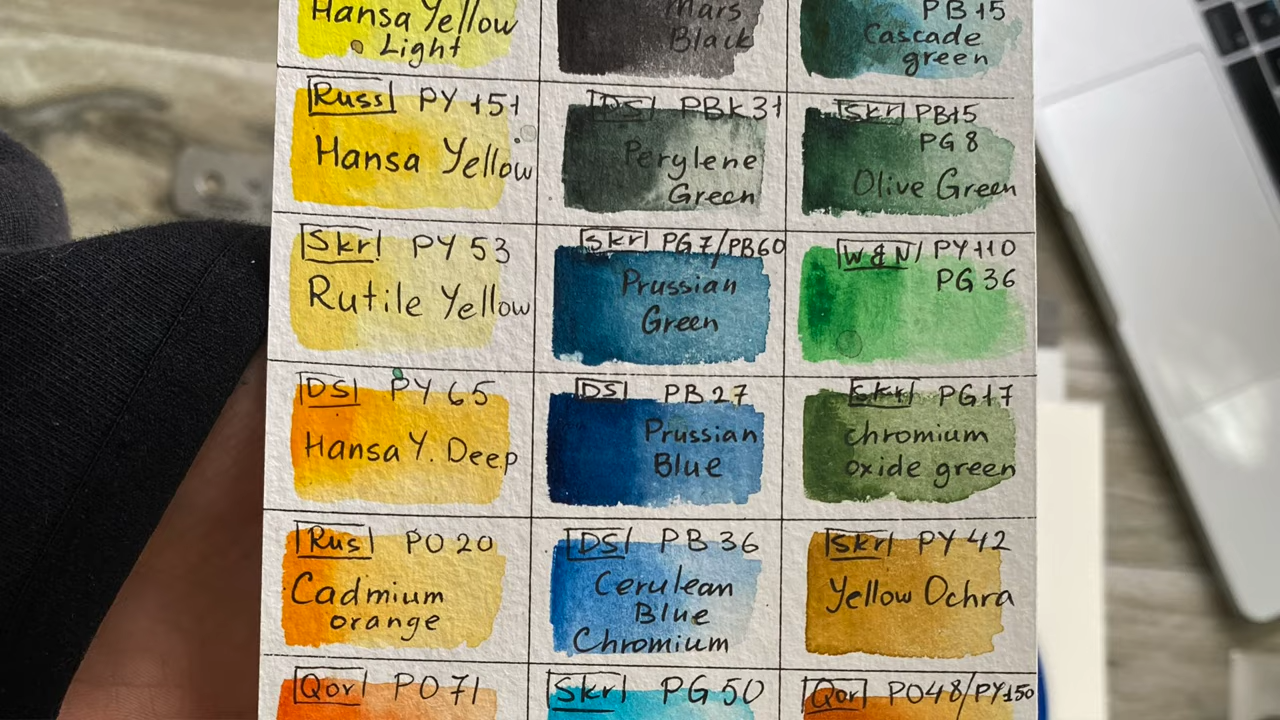 Hansa Yellow
Light
Mars
Black
PB 15
Cascade
green
Russ PY 151
Hansa Yellow
DS PBK 31
Perylene
Green
Skr PB15
PG 8
Olive Green
Skr PY 53
Rutile Yellow
Skr PG7/PB60
Prussian
Green
W&N PY110
PG 36
DS PY 65
Hansa Y. Deep
DS PB 27
Prussian
Blue
Skr PG17
chromium
oxide green
Rus PO 20
Cadmium
orange
DS PB 36
Cerulean
Blue
Chromium
Skr PY 42
Yellow Ochra
Qor PO 71
Skr PG 50
Qor PO48/PY150